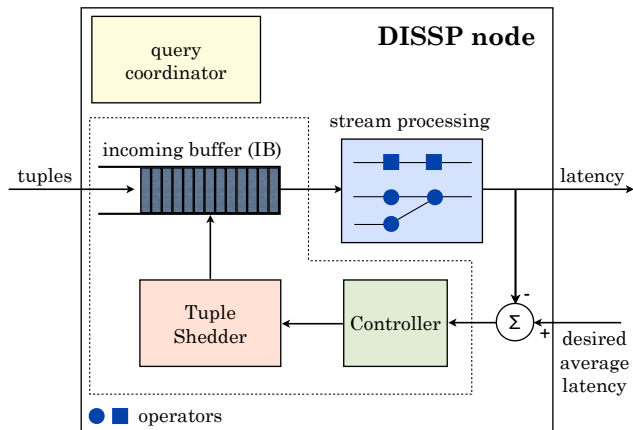 DISSP node
query
coordinator
stream processing
incoming buffer (IB)
tuples
latency
Tuple
Shedder
Controller
-
Σ
+
desired
average
latency
operators